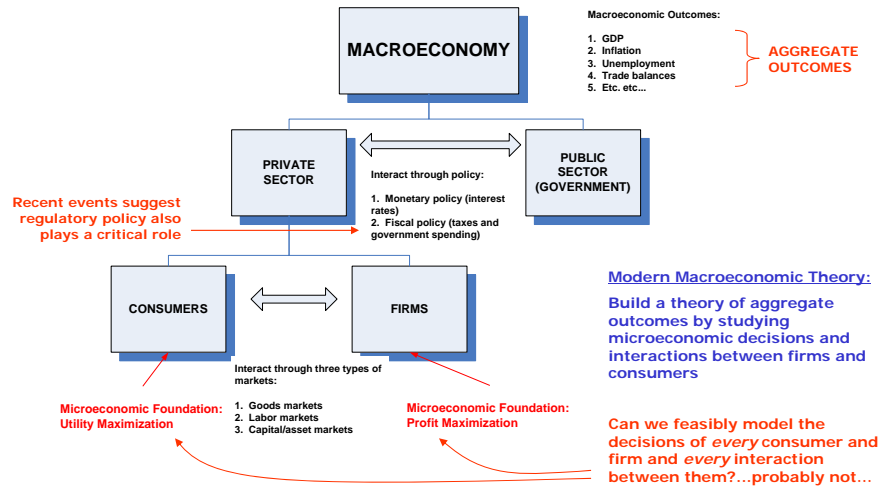 MACROECONOMY
Macroeconomic Outcomes:
1. GDP
2. Inflation
3. Unemployment
4. Trade balances
5. Etc. etc...
AGGREGATE
OUTCOMES
PRIVATE
SECTOR
PUBLIC
SECTOR
(GOVERNMENT)
Interact through policy:
1. Monetary policy (interest
rates)
2. Fiscal policy (taxes and
government spending)
Recent events suggest
regulatory policy also
plays a critical role
CONSUMERS
FIRMS
Interact through three types of
markets:
1. Goods markets
2. Labor markets
3. Capital/asset markets
Microeconomic Foundation:
Utility Maximization
Microeconomic Foundation:
Profit Maximization
Modern Macroeconomic Theory:
Build a theory of aggregate
outcomes by studying
microeconomic decisions and
interactions between firms and
consumers
Can we feasibly model the
decisions of every consumer and
firm and every interaction
between them?...probably not...